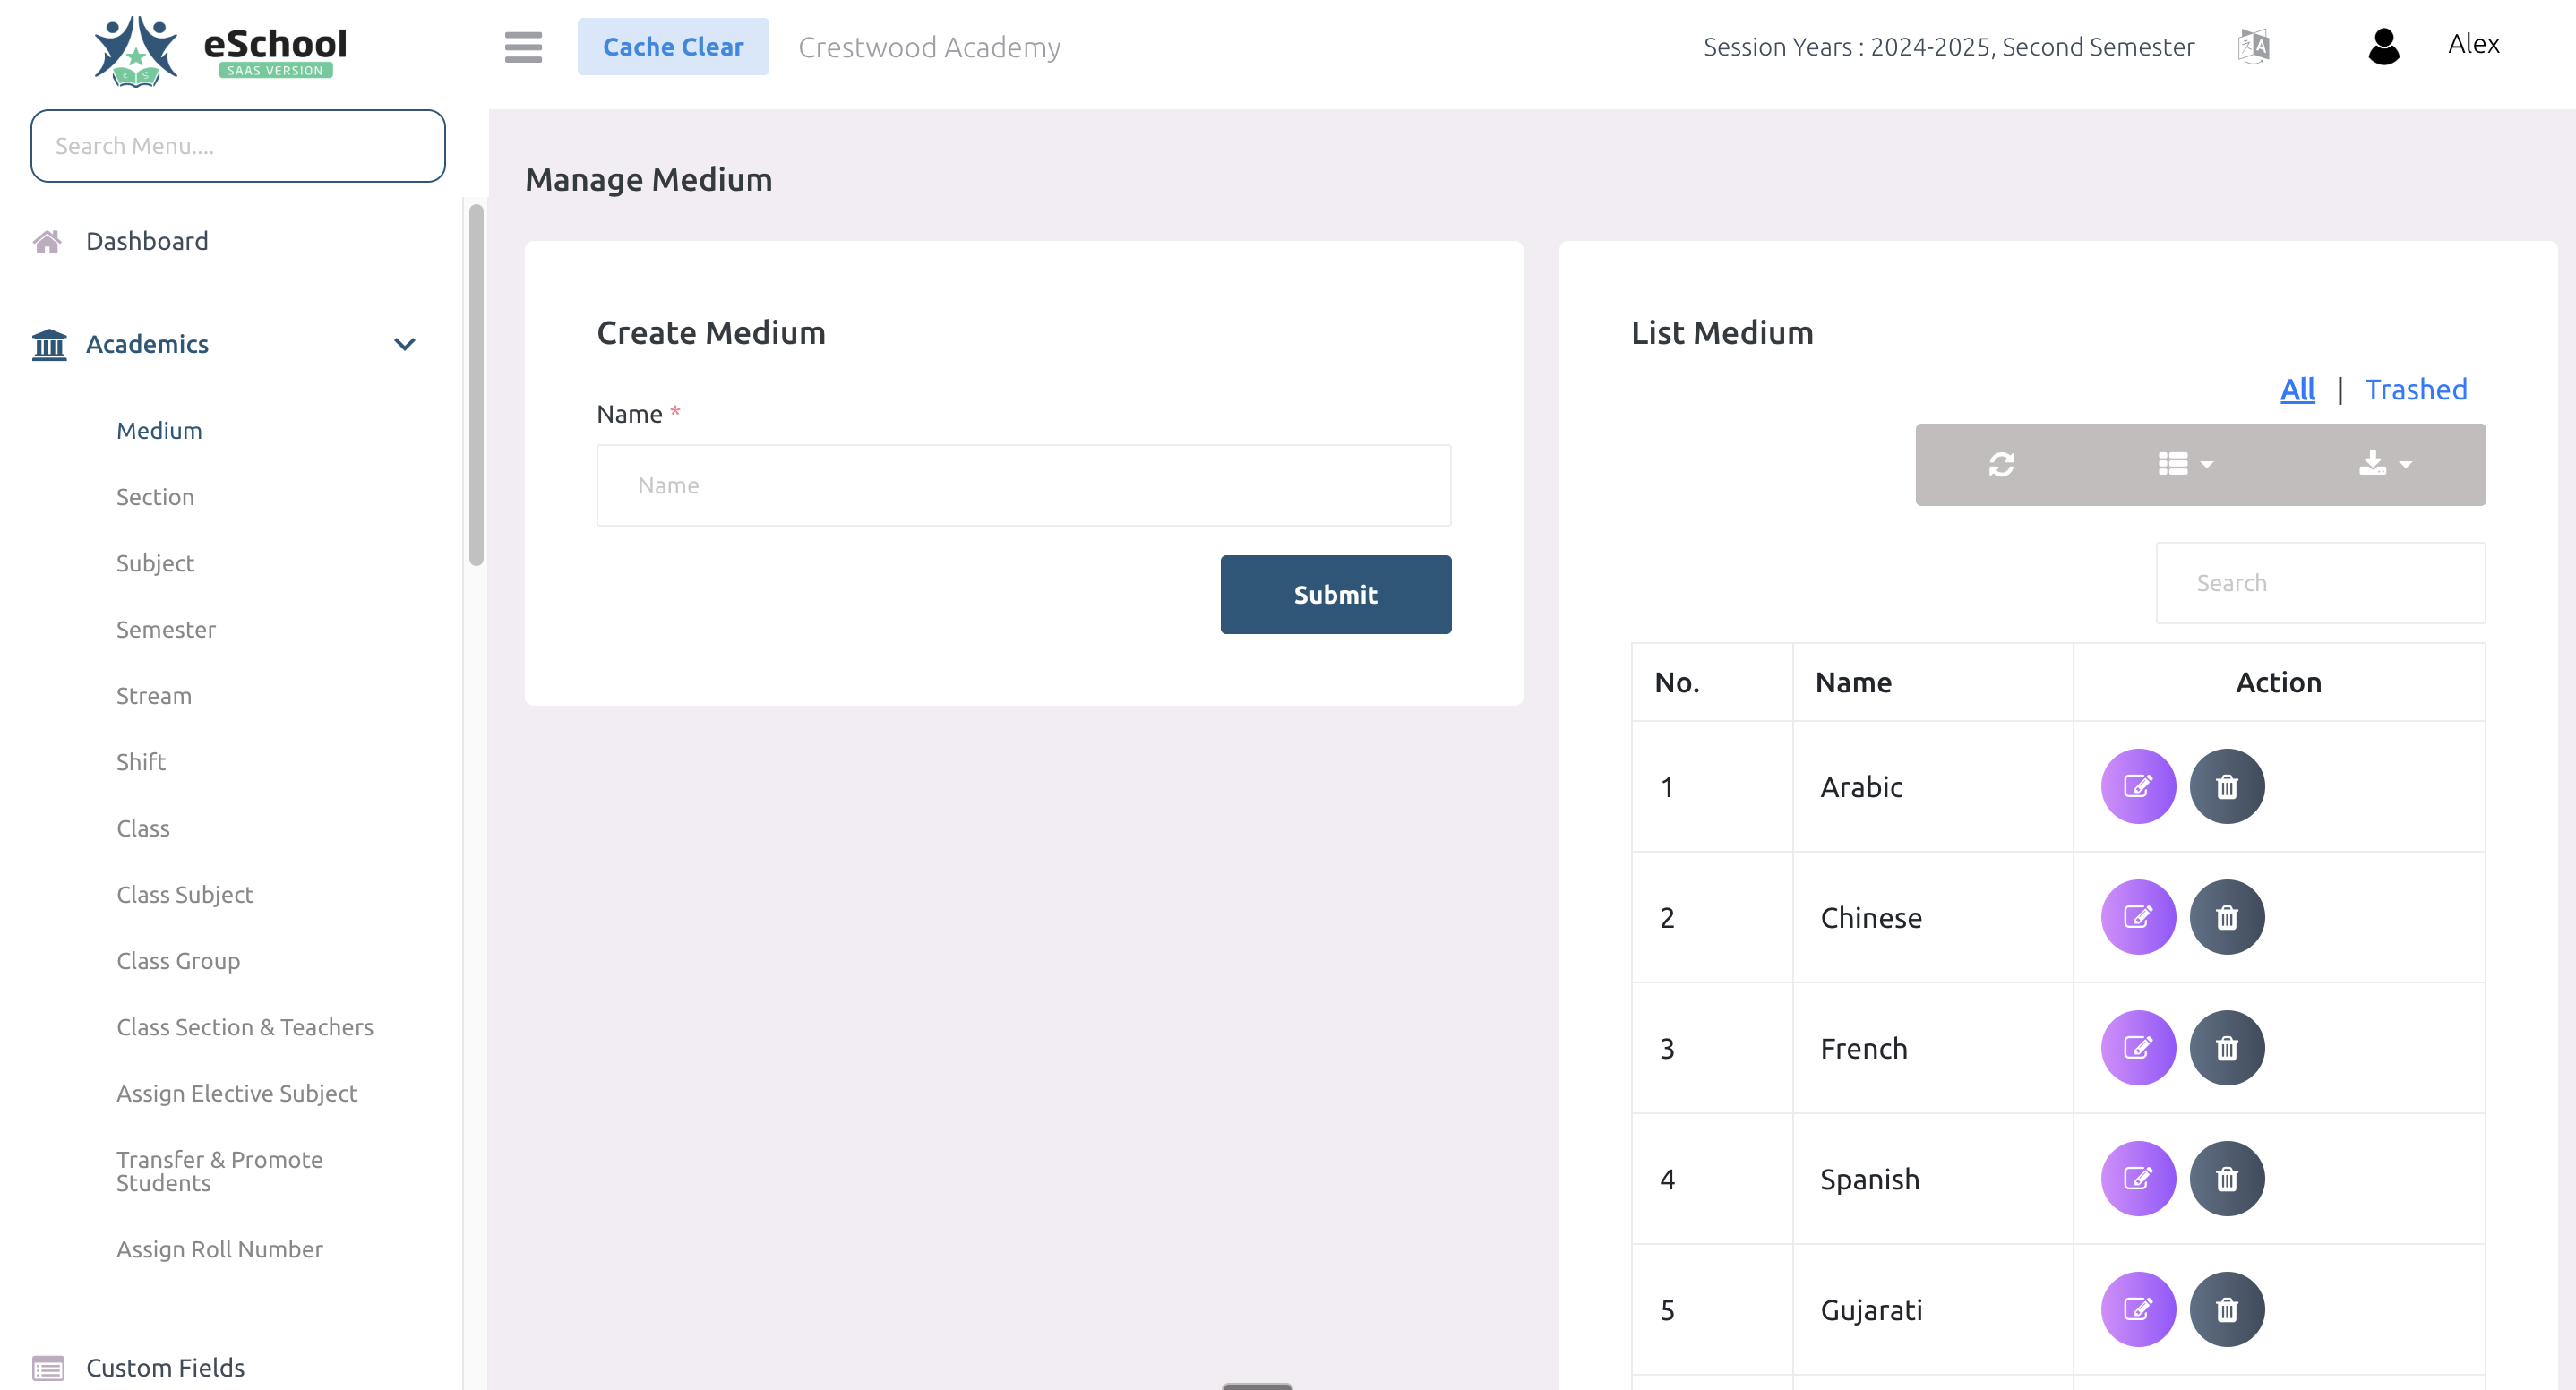 eSchool
SAAS VERSION
Cache Clear
Crestwood Academy
Session Years : 2024-2025, Second Semester
Alex
Search Menu....
Dashboard
Academics
Medium
Section
Subject
Semester
Stream
Shift
Class
Class Subject
Class Group
Class Section & Teachers
Assign Elective Subject
Transfer & Promote
Students
Assign Roll Number
Custom Fields
Manage Medium
Create Medium
Name *
Name
Submit
List Medium
All | Trashed
Search
No. Name Action
1 Arabic
2 Chinese
3 French
4 Spanish
5 Gujarati